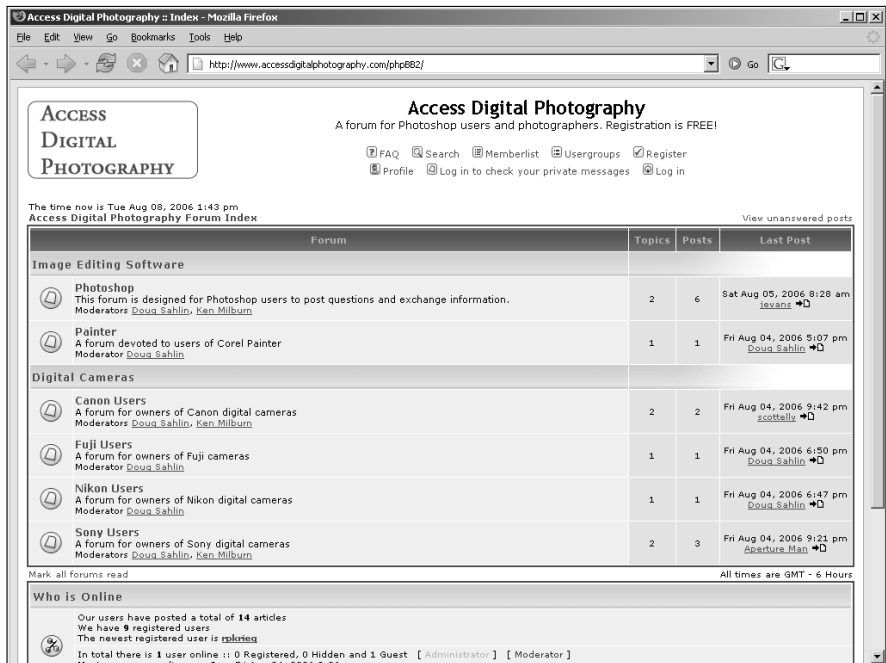 Access Digital Photography :: Index - Mozilla Firefox
File Edit View Go Bookmarks Tools Help
http://www.accessdigitalphotography.com/phpBB2/ Go G
ACCESS
DIGITAL
PHOTOGRAPHY
Access Digital Photography
A forum for Photoshop users and photographers. Registration is FREE!
FAQ Search Memberlist Usergroups Register
Profile Log in to check your private messages Log in
The time now is Tue Aug 08, 2006 1:43 pm
Access Digital Photography Forum Index View unanswered posts
Forum Topics Posts Last Post
Image Editing Software
Photoshop
This forum is designed for Photoshop users to post questions and exchange information.
Moderators Doug Sahlin, Ken Milburn
2 6 Sat Aug 05, 2006 8:28 am
jevans
Painter
A forum devoted to users of Corel Painter
Moderator Doug Sahlin
1 1 Fri Aug 04, 2006 5:07 pm
Doug Sahlin
Digital Cameras
Canon Users
A forum for owners of Canon digital cameras
Moderators Doug Sahlin, Ken Milburn
2 2 Fri Aug 04, 2006 9:42 pm
scottelly
Fuji Users
A forum for owners of Fuji cameras
Moderator Doug Sahlin
1 1 Fri Aug 04, 2006 6:50 pm
Doug Sahlin
Nikon Users
A forum for owners of Nikon digital cameras
Moderator Doug Sahlin
1 1 Fri Aug 04, 2006 6:47 pm
Doug Sahlin
Sony Users
A forum for owners of Sony digital cameras
Moderators Doug Sahlin, Ken Milburn
2 3 Fri Aug 04, 2006 9:21 pm
Aperture Man
Mark all forums read All times are GMT - 6 Hours
Who is Online
Our users have posted a total of 14 articles
We have 9 registered users
The newest registered user is rpkrieg
In total there is 1 user online :: 0 Registered, 0 Hidden and 1 Guest [ Administrator ] [ Moderator ]